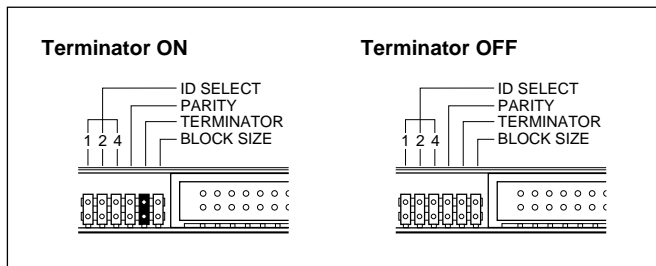 Terminator ON
ID SELECT
PARITY
TERMINATOR
BLOCK SIZE
1 2 4
Terminator OFF
ID SELECT
PARITY
TERMINATOR
BLOCK SIZE
1 2 4